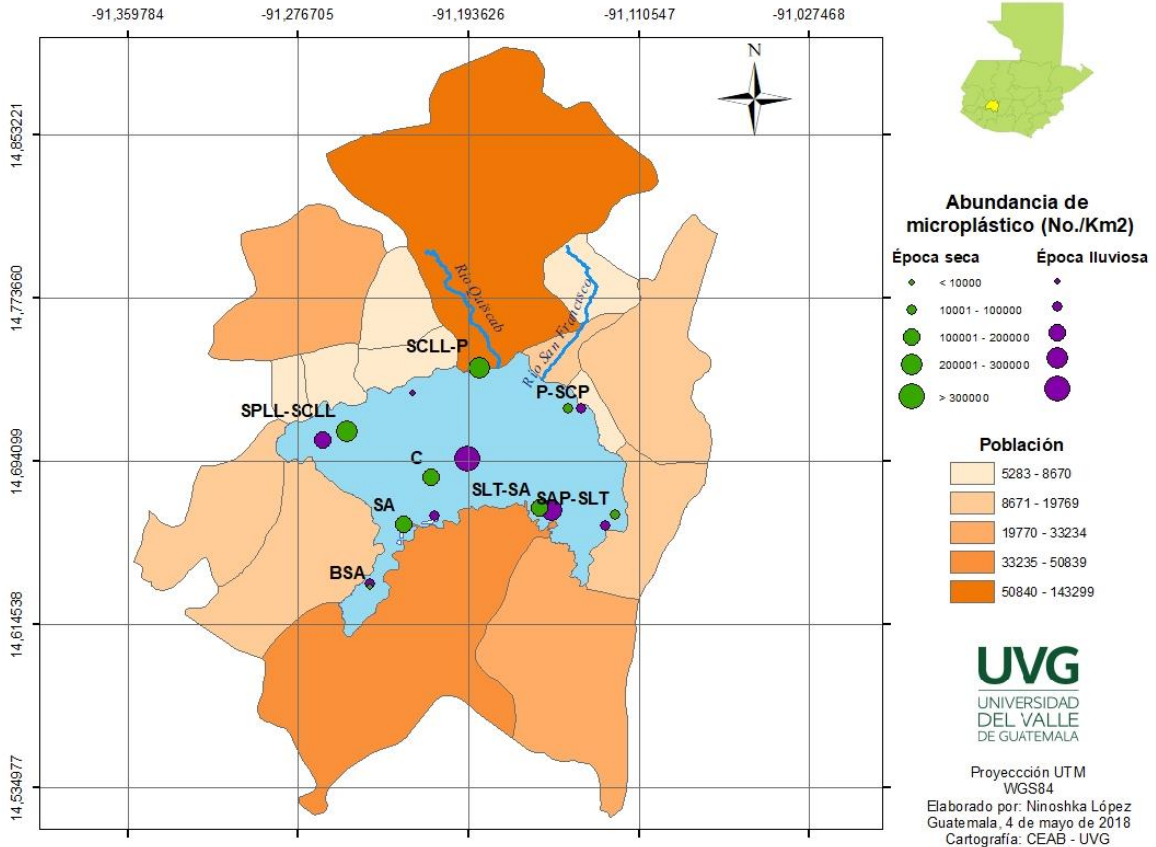 -91,359784
-91,276705
-91,193626
-91,110547
-91,027468
14,853221
14,773660
14,694099
14,614538
14,534977
N
Río Quiscab
Río San Francisco
SCLL-P
P-SCP
SPLL-SCLL
C
SLT-SA
SAP-SLT
SA
BSA
Abundancia de
microplástico (No./Km2)
Época seca
Época lluviosa
< 10000
10001 - 100000
100001 - 200000
200001 - 300000
> 300000
Población
5283 - 8670
8671 - 19769
19770 - 33234
33235 - 50839
50840 - 143299
UVG
UNIVERSIDAD
DEL VALLE
DE GUATEMALA
Proyeccción UTM
WGS84
Elaborado por: Ninoshka López
Guatemala, 4 de mayo de 2018
Cartografía: CEAB - UVG